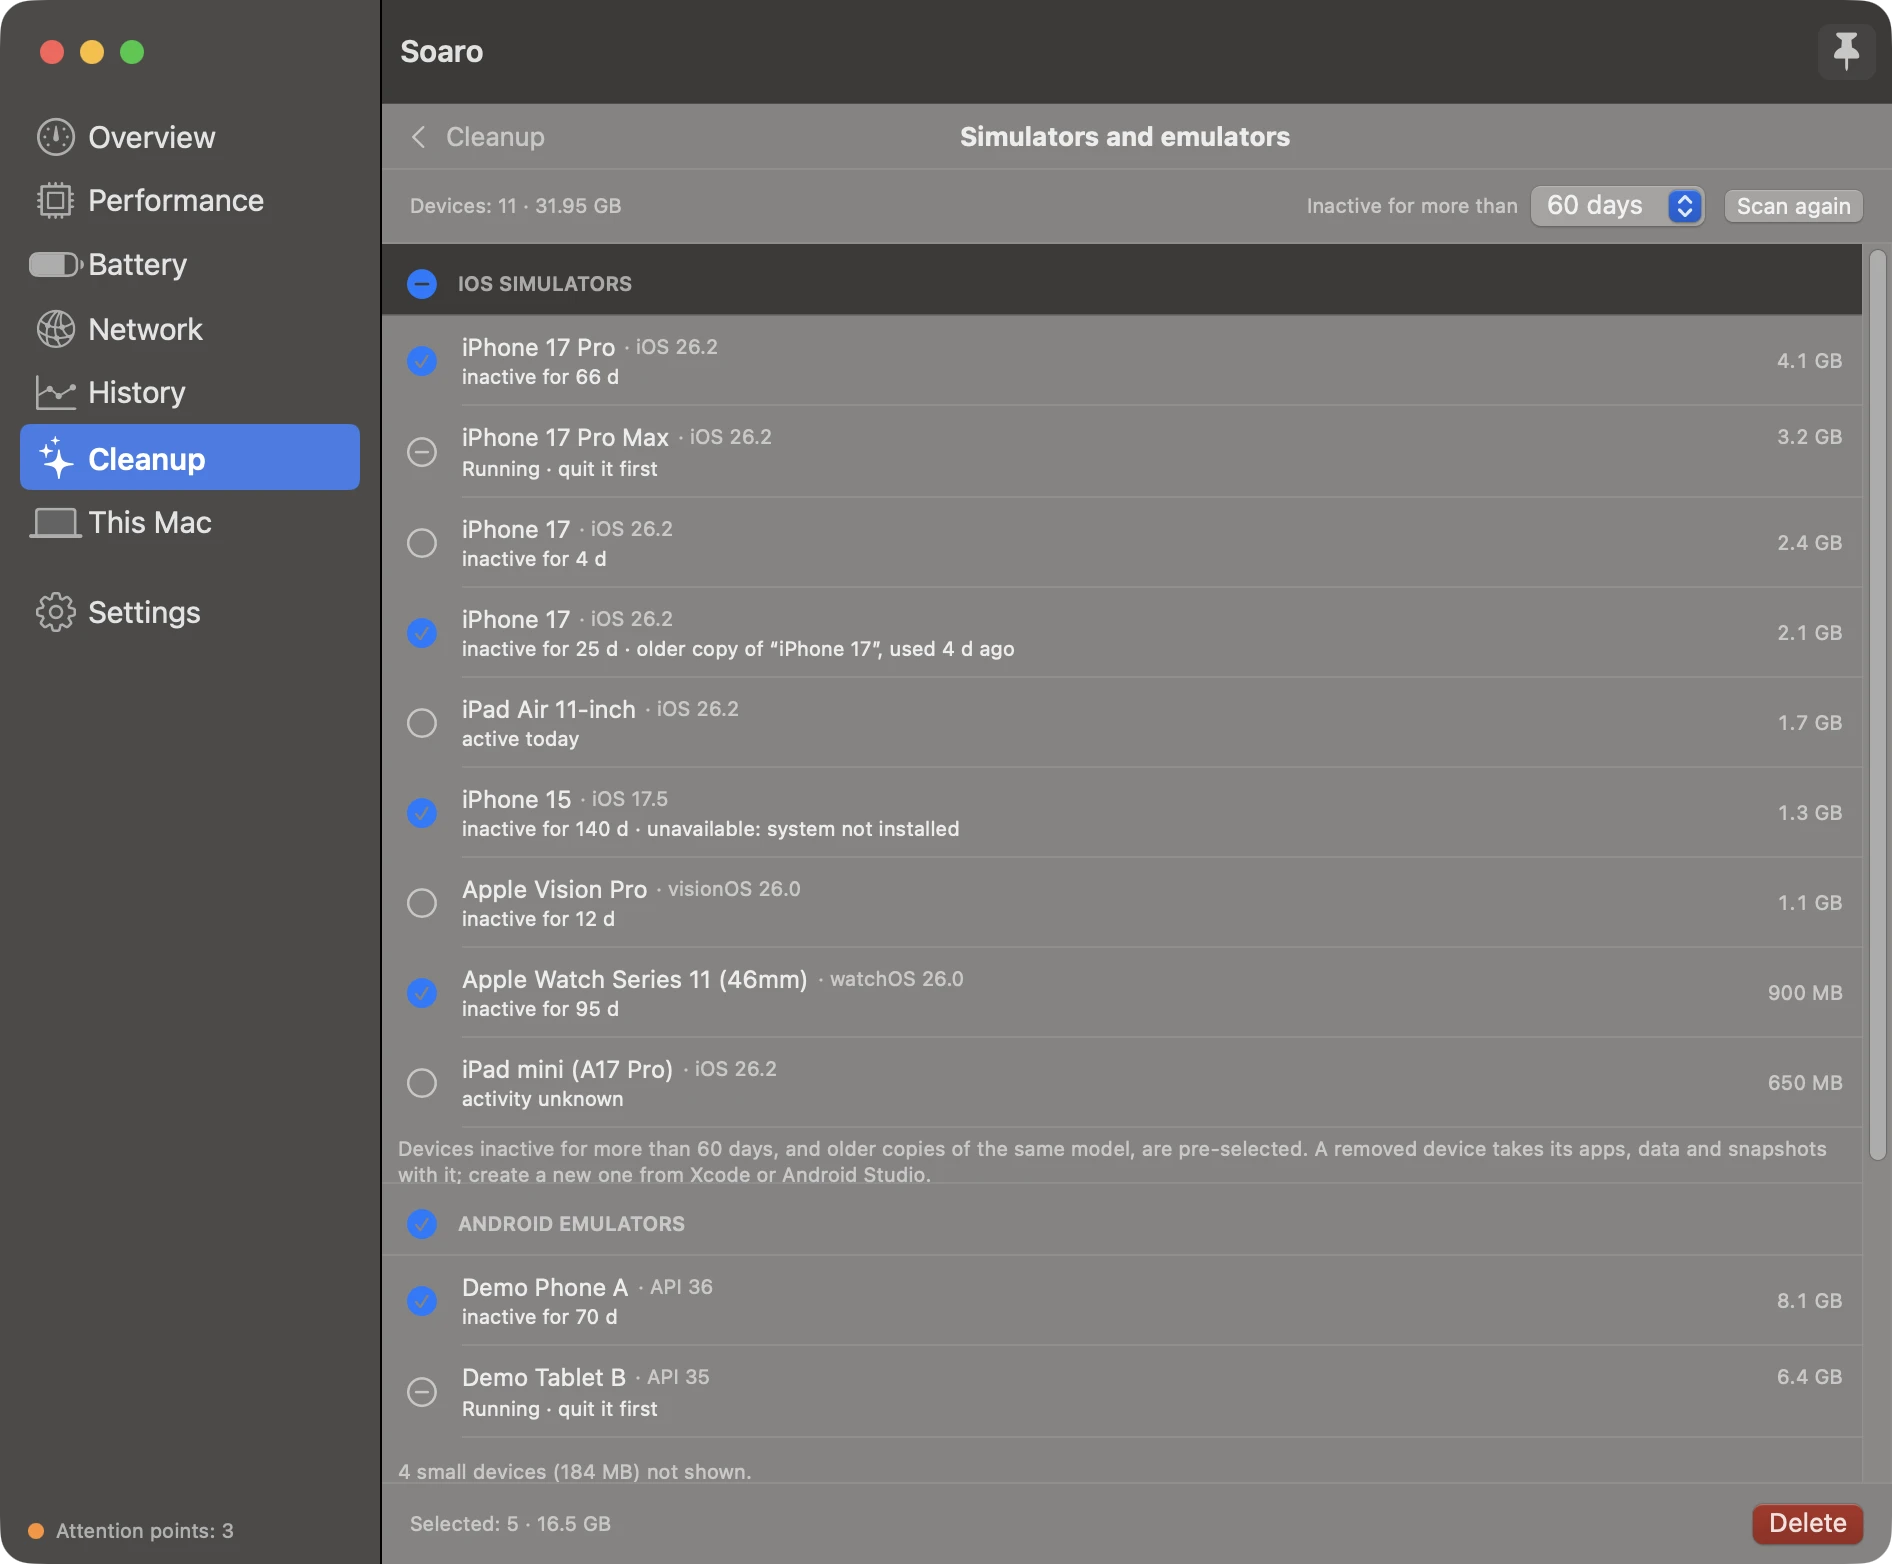 Soaro
Overview
Performance
Battery
Network
History
Cleanup
This Mac
Settings
Attention points: 3
Cleanup
Simulators and emulators
Devices: 11 · 31.95 GB
Inactive for more than 60 days Scan again
IOS SIMULATORS
iPhone 17 Pro · iOS 26.2
inactive for 66 d
4.1 GB
iPhone 17 Pro Max · iOS 26.2
3.2 GB
Running · quit it first
iPhone 17 · iOS 26.2
inactive for 4 d
2.4 GB
iPhone 17 · iOS 26.2
inactive for 25 d · older copy of “iPhone 17”, used 4 d ago
2.1 GB
iPad Air 11-inch · iOS 26.2
active today
1.7 GB
iPhone 15 · iOS 17.5
inactive for 140 d · unavailable: system not installed
1.3 GB
Apple Vision Pro · visionOS 26.0
inactive for 12 d
1.1 GB
Apple Watch Series 11 (46mm) · watchOS 26.0
inactive for 95 d
900 MB
iPad mini (A17 Pro) · iOS 26.2
activity unknown
650 MB
Devices inactive for more than 60 days, and older copies of the same model, are pre-selected. A removed device takes its apps, data and snapshots
with it; create a new one from Xcode or Android Studio.
ANDROID EMULATORS
Demo Phone A · API 36
inactive for 70 d
8.1 GB
Demo Tablet B · API 35
6.4 GB
Running · quit it first
4 small devices (184 MB) not shown.
Selected: 5 · 16.5 GB
Delete